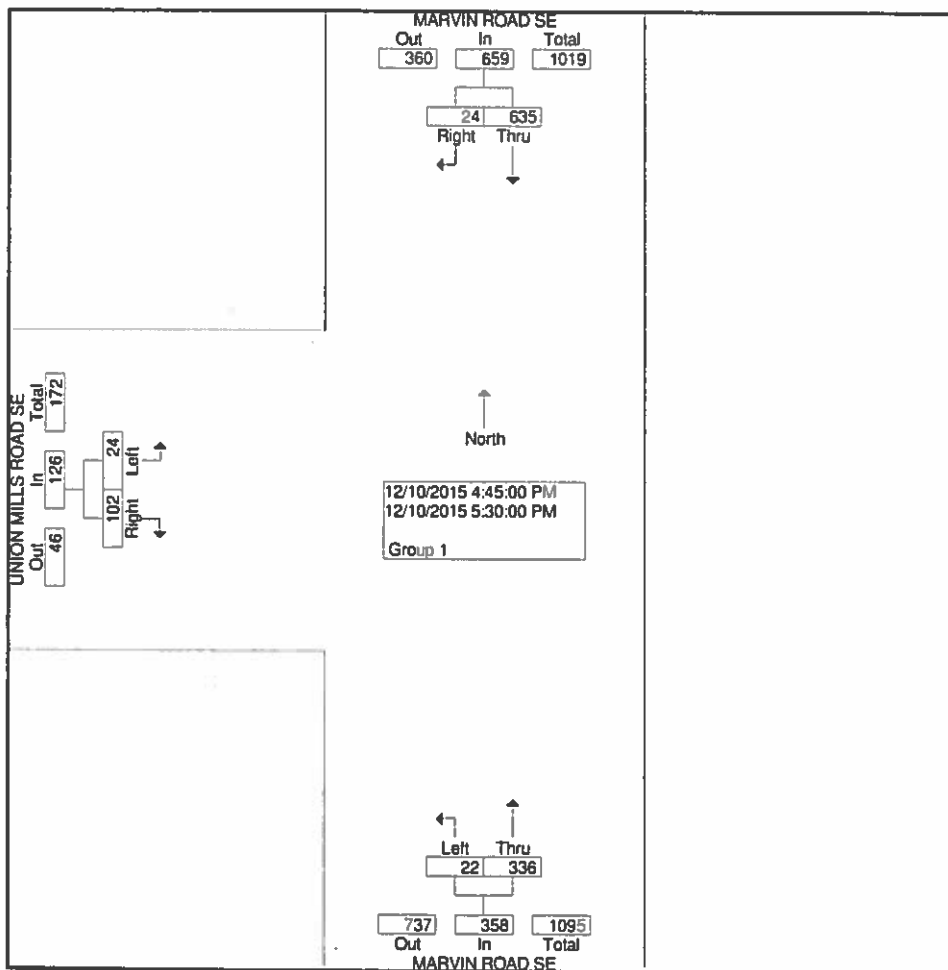 MARVIN ROAD SE
Out In Total
360 659 1019
24 635
Right Thru
UNION MILLS ROAD SE
Out In Total
46 126 172
Right Left
102 24
North
12/10/2015 4:45:00 PM
12/10/2015 5:30:00 PM
Group 1
Left Thru
22 336
737 358 1095
Out In Total
MARVIN ROAD SE